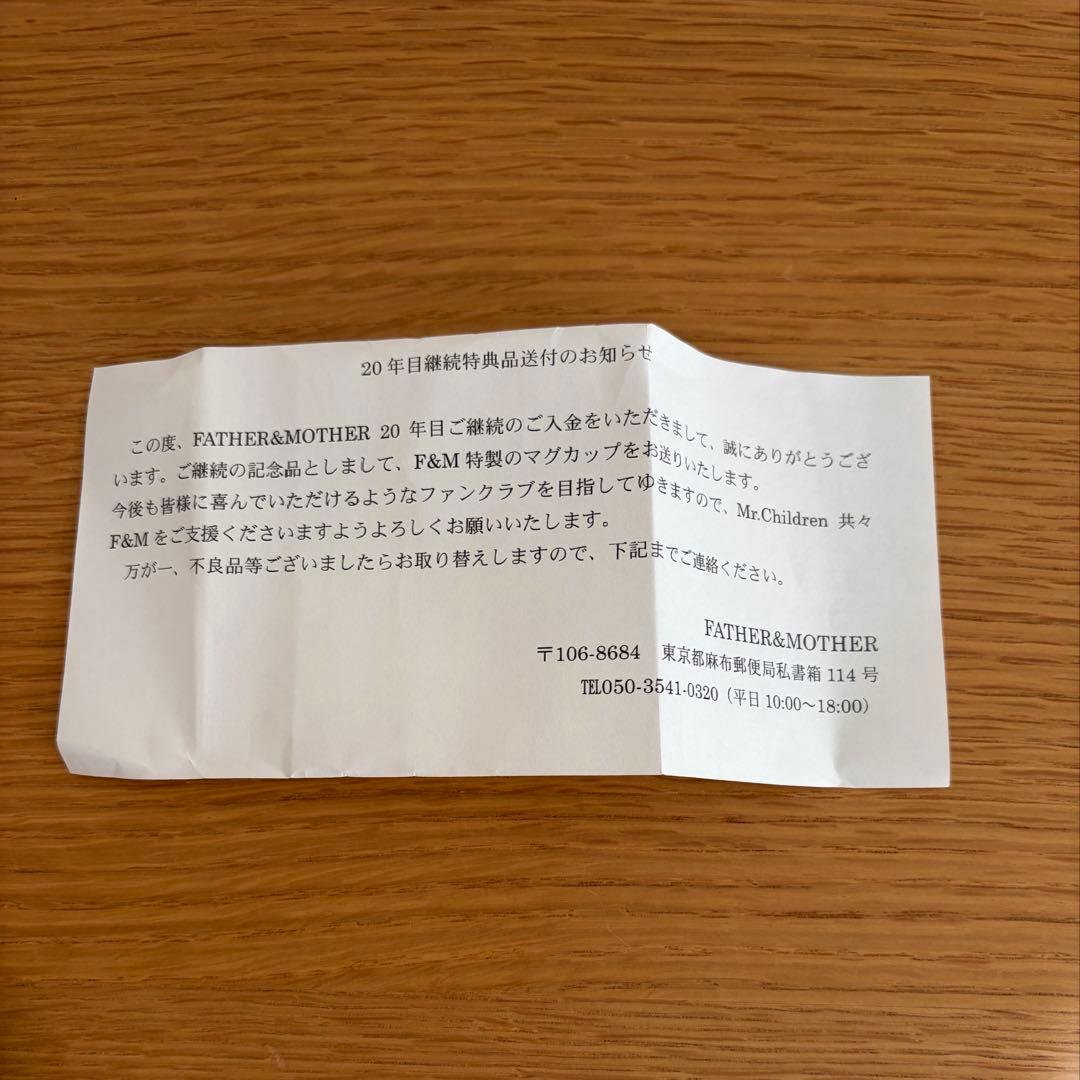 20年目継続特典品送付のお知らせ
この度、FATHER&MOTHER 20 年目ご継続のご入金をいただきまして、誠にありがとうござ
います。ご継続の記念品としまして、F&M特製のマグカップをお送りいたします。
今後も皆様に喜んでいただけるようなファンクラブを目指してゆきますので、Mr.Children 共々
F&Mをご支援くださいますようよろしくお願いいたします。
万が一、不良品等ございましたらお取り替えしますので、下記までご連絡ください。
FATHER&MOTHER
〒106-8684 東京都麻布郵便局私書箱 114 号
℡050-3541-0320（平日 10:00～18:00）